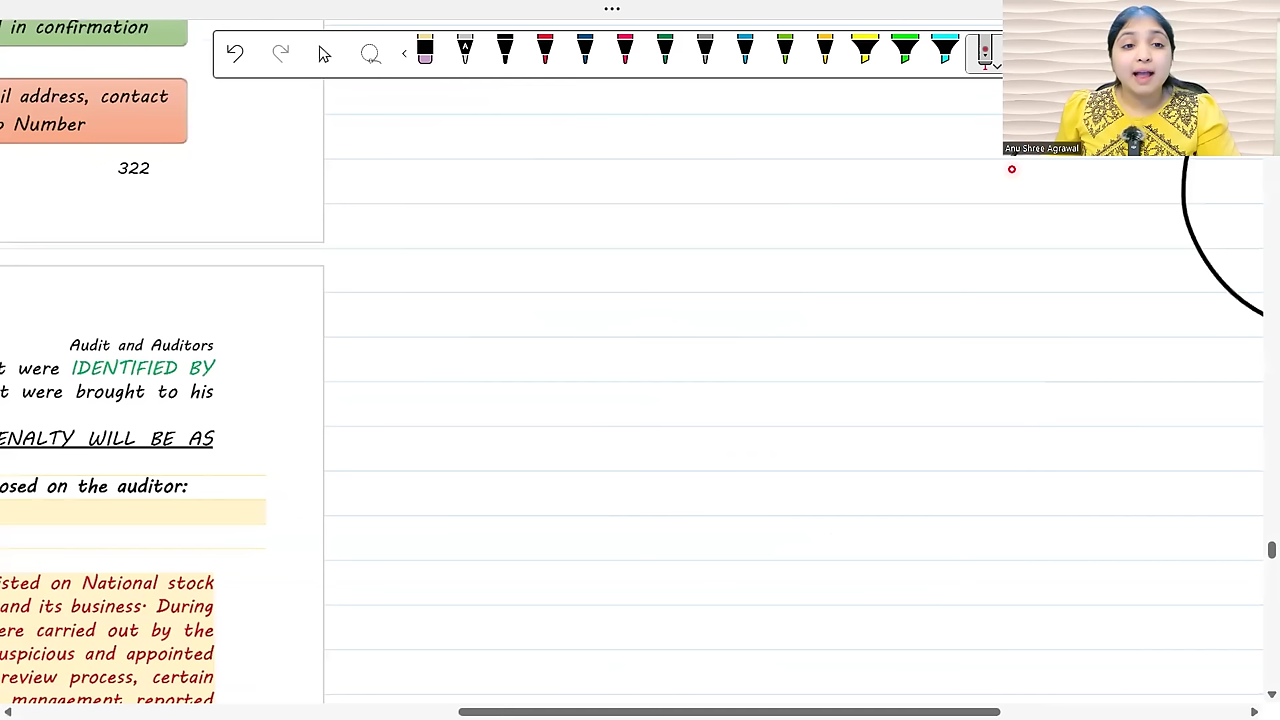 in confirmation
il address, contact
Number
322
Anu Shree Agrawal
Audit and Auditors
t were IDENTIFIED BY
t were brought to his
ENALTY WILL BE AS
osed on the auditor:
isted on National stock
and its business. During
ere carried out by the
uspicious and appointed
review process, certain
management reported